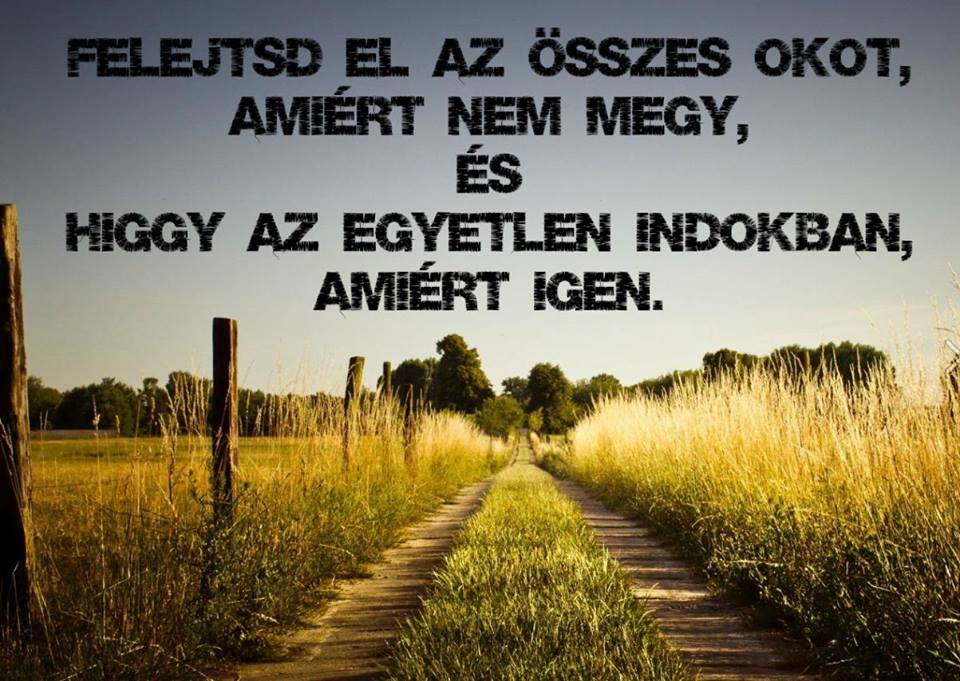 FELEJTSD EL AZ ÖSSZES OKOT,
AMIÉRT NEM MEGY,
ÉS
HIGGY AZ EGYETLEN INDOKBAN,
AMIÉRT IGEN.